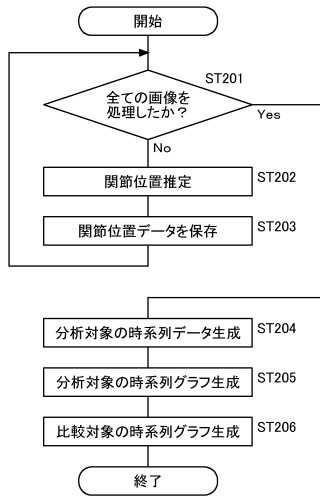 開始
ST201
全ての画像を
処理したか？
Yes
No
関節位置推定
ST202
関節位置データを保存
ST203
分析対象の時系列データ生成
ST204
分析対象の時系列グラフ生成
ST205
比較対象の時系列グラフ生成
ST206
終了